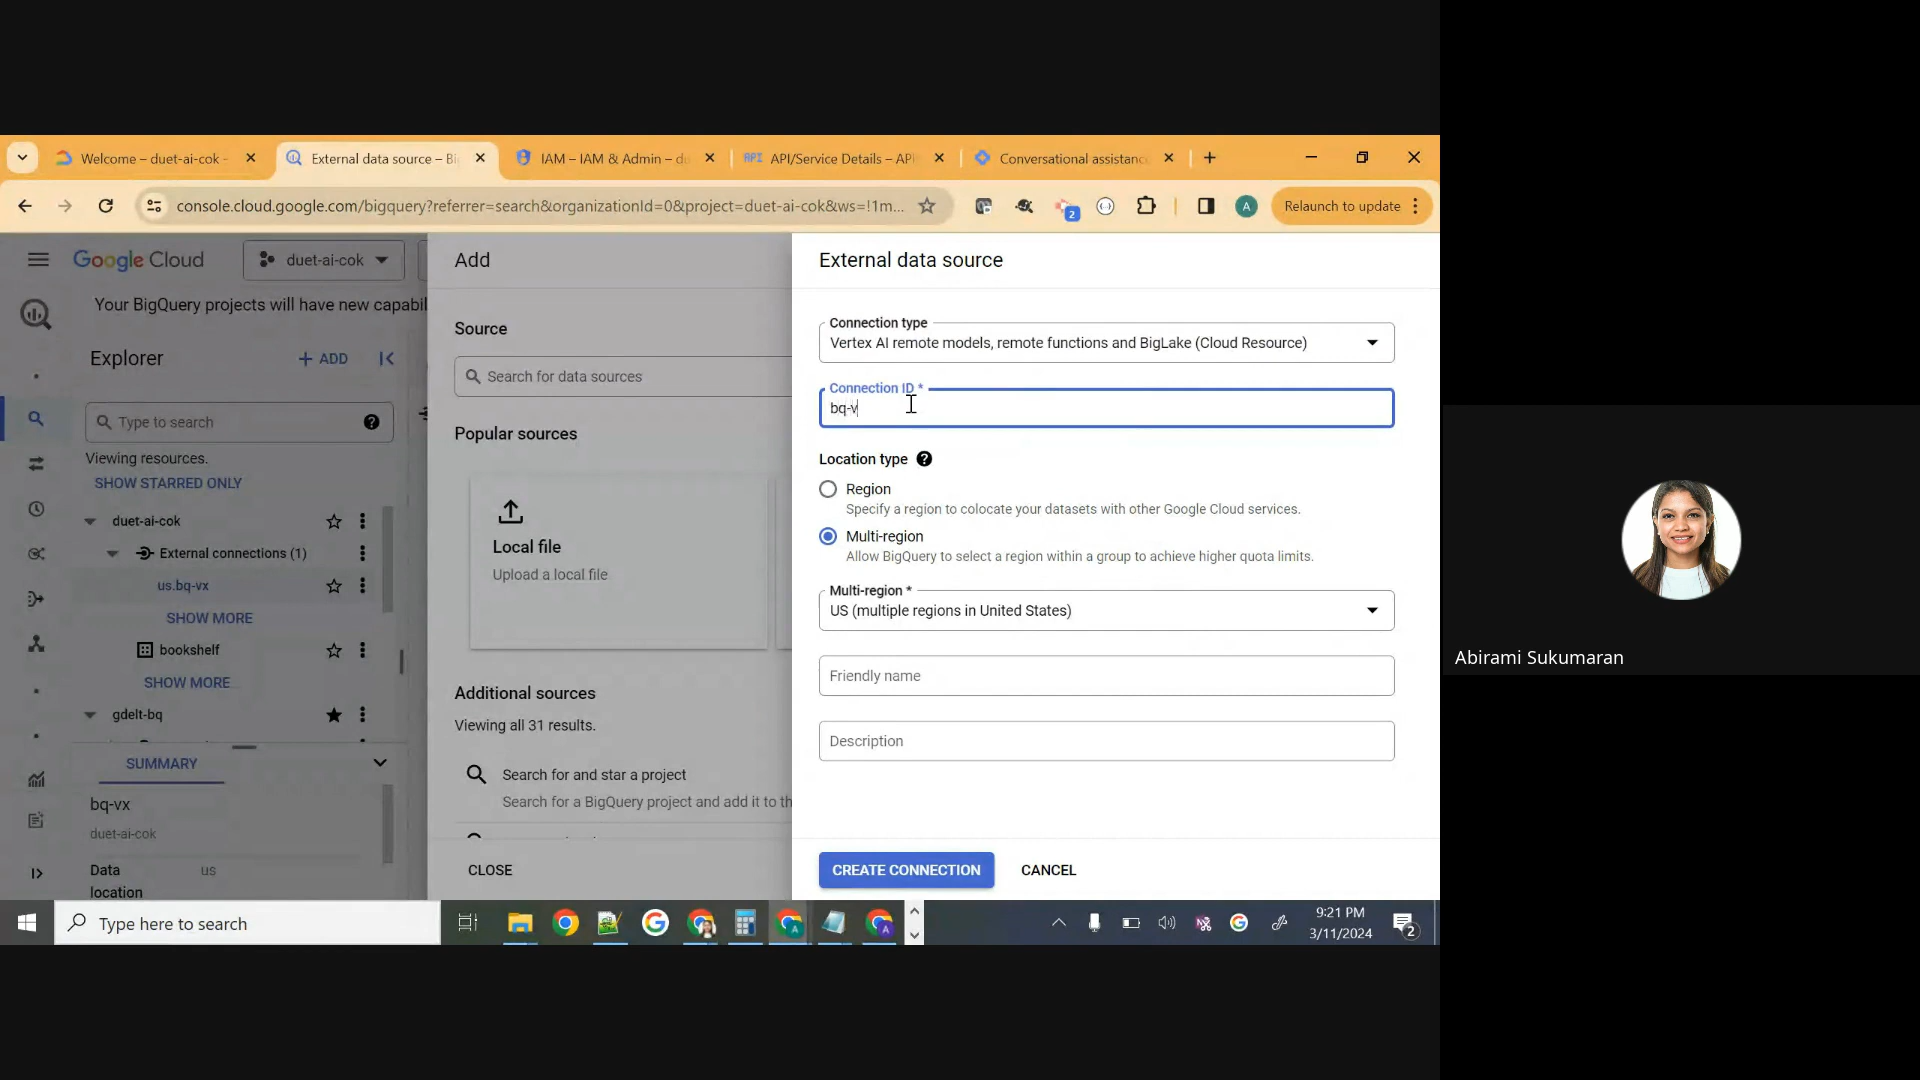 Welcome – duet-ai-cok -
External data source – Bi
IAM – IAM & Admin – du
API
API/Service Details – API
Conversational assistance
console.cloud.google.com/bigquery?referrer=search&organizationId=0&project=duet-ai-cok&ws=!1m...
2
A
Relaunch to update
Google Cloud
duet-ai-cok
Your BigQuery projects will have new capabil
Explorer
+ ADD
Type to search
Viewing resources.
SHOW STARRED ONLY
duet-ai-cok
External connections (1)
us.bq-vx
SHOW MORE
bookshelf
SHOW MORE
gdelt-bq
SUMMARY
bq-vx
duet-ai-cok
Data location
us
Add
Source
Search for data sources
Popular sources
Local file
Upload a local file
Additional sources
Viewing all 31 results.
Search for and star a project
Search for a BigQuery project and add it to th
CLOSE
External data source
Connection type
Vertex AI remote models, remote functions and BigLake (Cloud Resource)
Connection ID *
bq-v
Location type
Region
Specify a region to colocate your datasets with other Google Cloud services.
Multi-region
Allow BigQuery to select a region within a group to achieve higher quota limits.
Multi-region *
US (multiple regions in United States)
Friendly name
Description
CREATE CONNECTION
CANCEL
Type here to search
9:21 PM
3/11/2024
2
Abirami Sukumaran